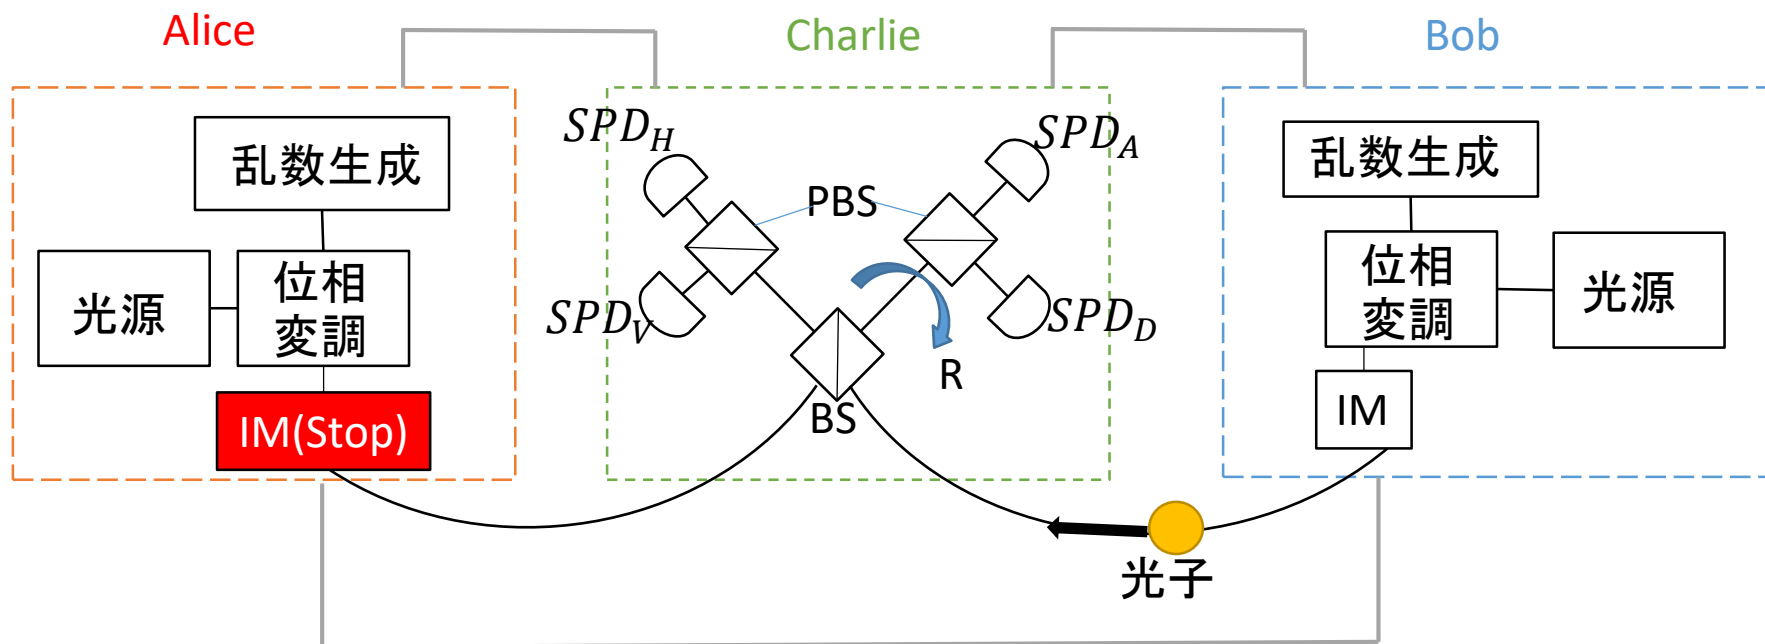 Alice
Charlie
Bob
乱数生成
光源
位相
変調
IM(Stop)
SPD_H
SPD_A
PBS
SPD_V
SPD_D
R
BS
乱数生成
位相
変調
光源
IM
光子